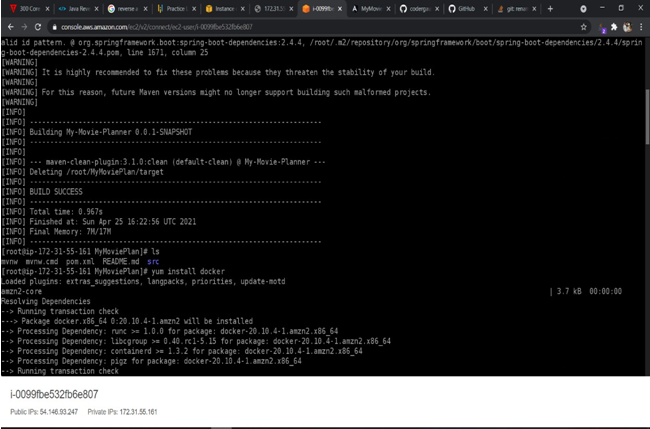 300 Con
Java Rev
reverse a
Practice
Instance
172.31.5
i-0099fb
MyMovi
codergau
GitHub
git: renam
console.aws.amazon.com/ec2/v2/connect/ec2-user/i-0099fbe532fb6e807
alid id pattern. @ org.springframework.boot:spring-boot-dependencies:2.4.4, /root/.m2/repository/org/springframework/boot/spring-boot-dependencies/2.4.4/sprin
g-boot-dependencies-2.4.4.pom, line 1671, column 25
[WARNING]
[WARNING] It is highly recommended to fix these problems because they threaten the stability of your build.
[WARNING]
[WARNING] For this reason, future Maven versions might no longer support building such malformed projects.
[WARNING]
[INFO]
[INFO] ------------------------------------------------------------------------
[INFO] Building My-Movie-Planner 0.0.1-SNAPSHOT
[INFO] ------------------------------------------------------------------------
[INFO]
[INFO] --- maven-clean-plugin:3.1.0:clean (default-clean) @ My-Movie-Planner ---
[INFO] Deleting /root/MyMoviePlan/target
[INFO] ------------------------------------------------------------------------
[INFO] BUILD SUCCESS
[INFO] ------------------------------------------------------------------------
[INFO] Total time: 0.967s
[INFO] Finished at: Sun Apr 25 16:22:56 UTC 2021
[INFO] Final Memory: 7M/17M
[INFO] ------------------------------------------------------------------------
[root@ip-172-31-55-161 MyMoviePlan]# ls
mvnw mvnw.cmd pom.xml README.md src
[root@ip-172-31-55-161 MyMoviePlan]# yum install docker
Loaded plugins: extras_suggestions, langpacks, priorities, update-motd
amzn2-core | 3.7 kB 00:00:00
Resolving Dependencies
--> Running transaction check
---> Package docker.x86_64 0:20.10.4-1.amzn2 will be installed
--> Processing Dependency: runc >= 1.0.0 for package: docker-20.10.4-1.amzn2.x86_64
--> Processing Dependency: libcgroup >= 0.40.rc1-5.15 for package: docker-20.10.4-1.amzn2.x86_64
--> Processing Dependency: containerd >= 1.3.2 for package: docker-20.10.4-1.amzn2.x86_64
--> Processing Dependency: pigz for package: docker-20.10.4-1.amzn2.x86_64
--> Running transaction check
i-0099fbe532fb6e807
Public IPs: 54.146.93.247 Private IPs: 172.31.55.161